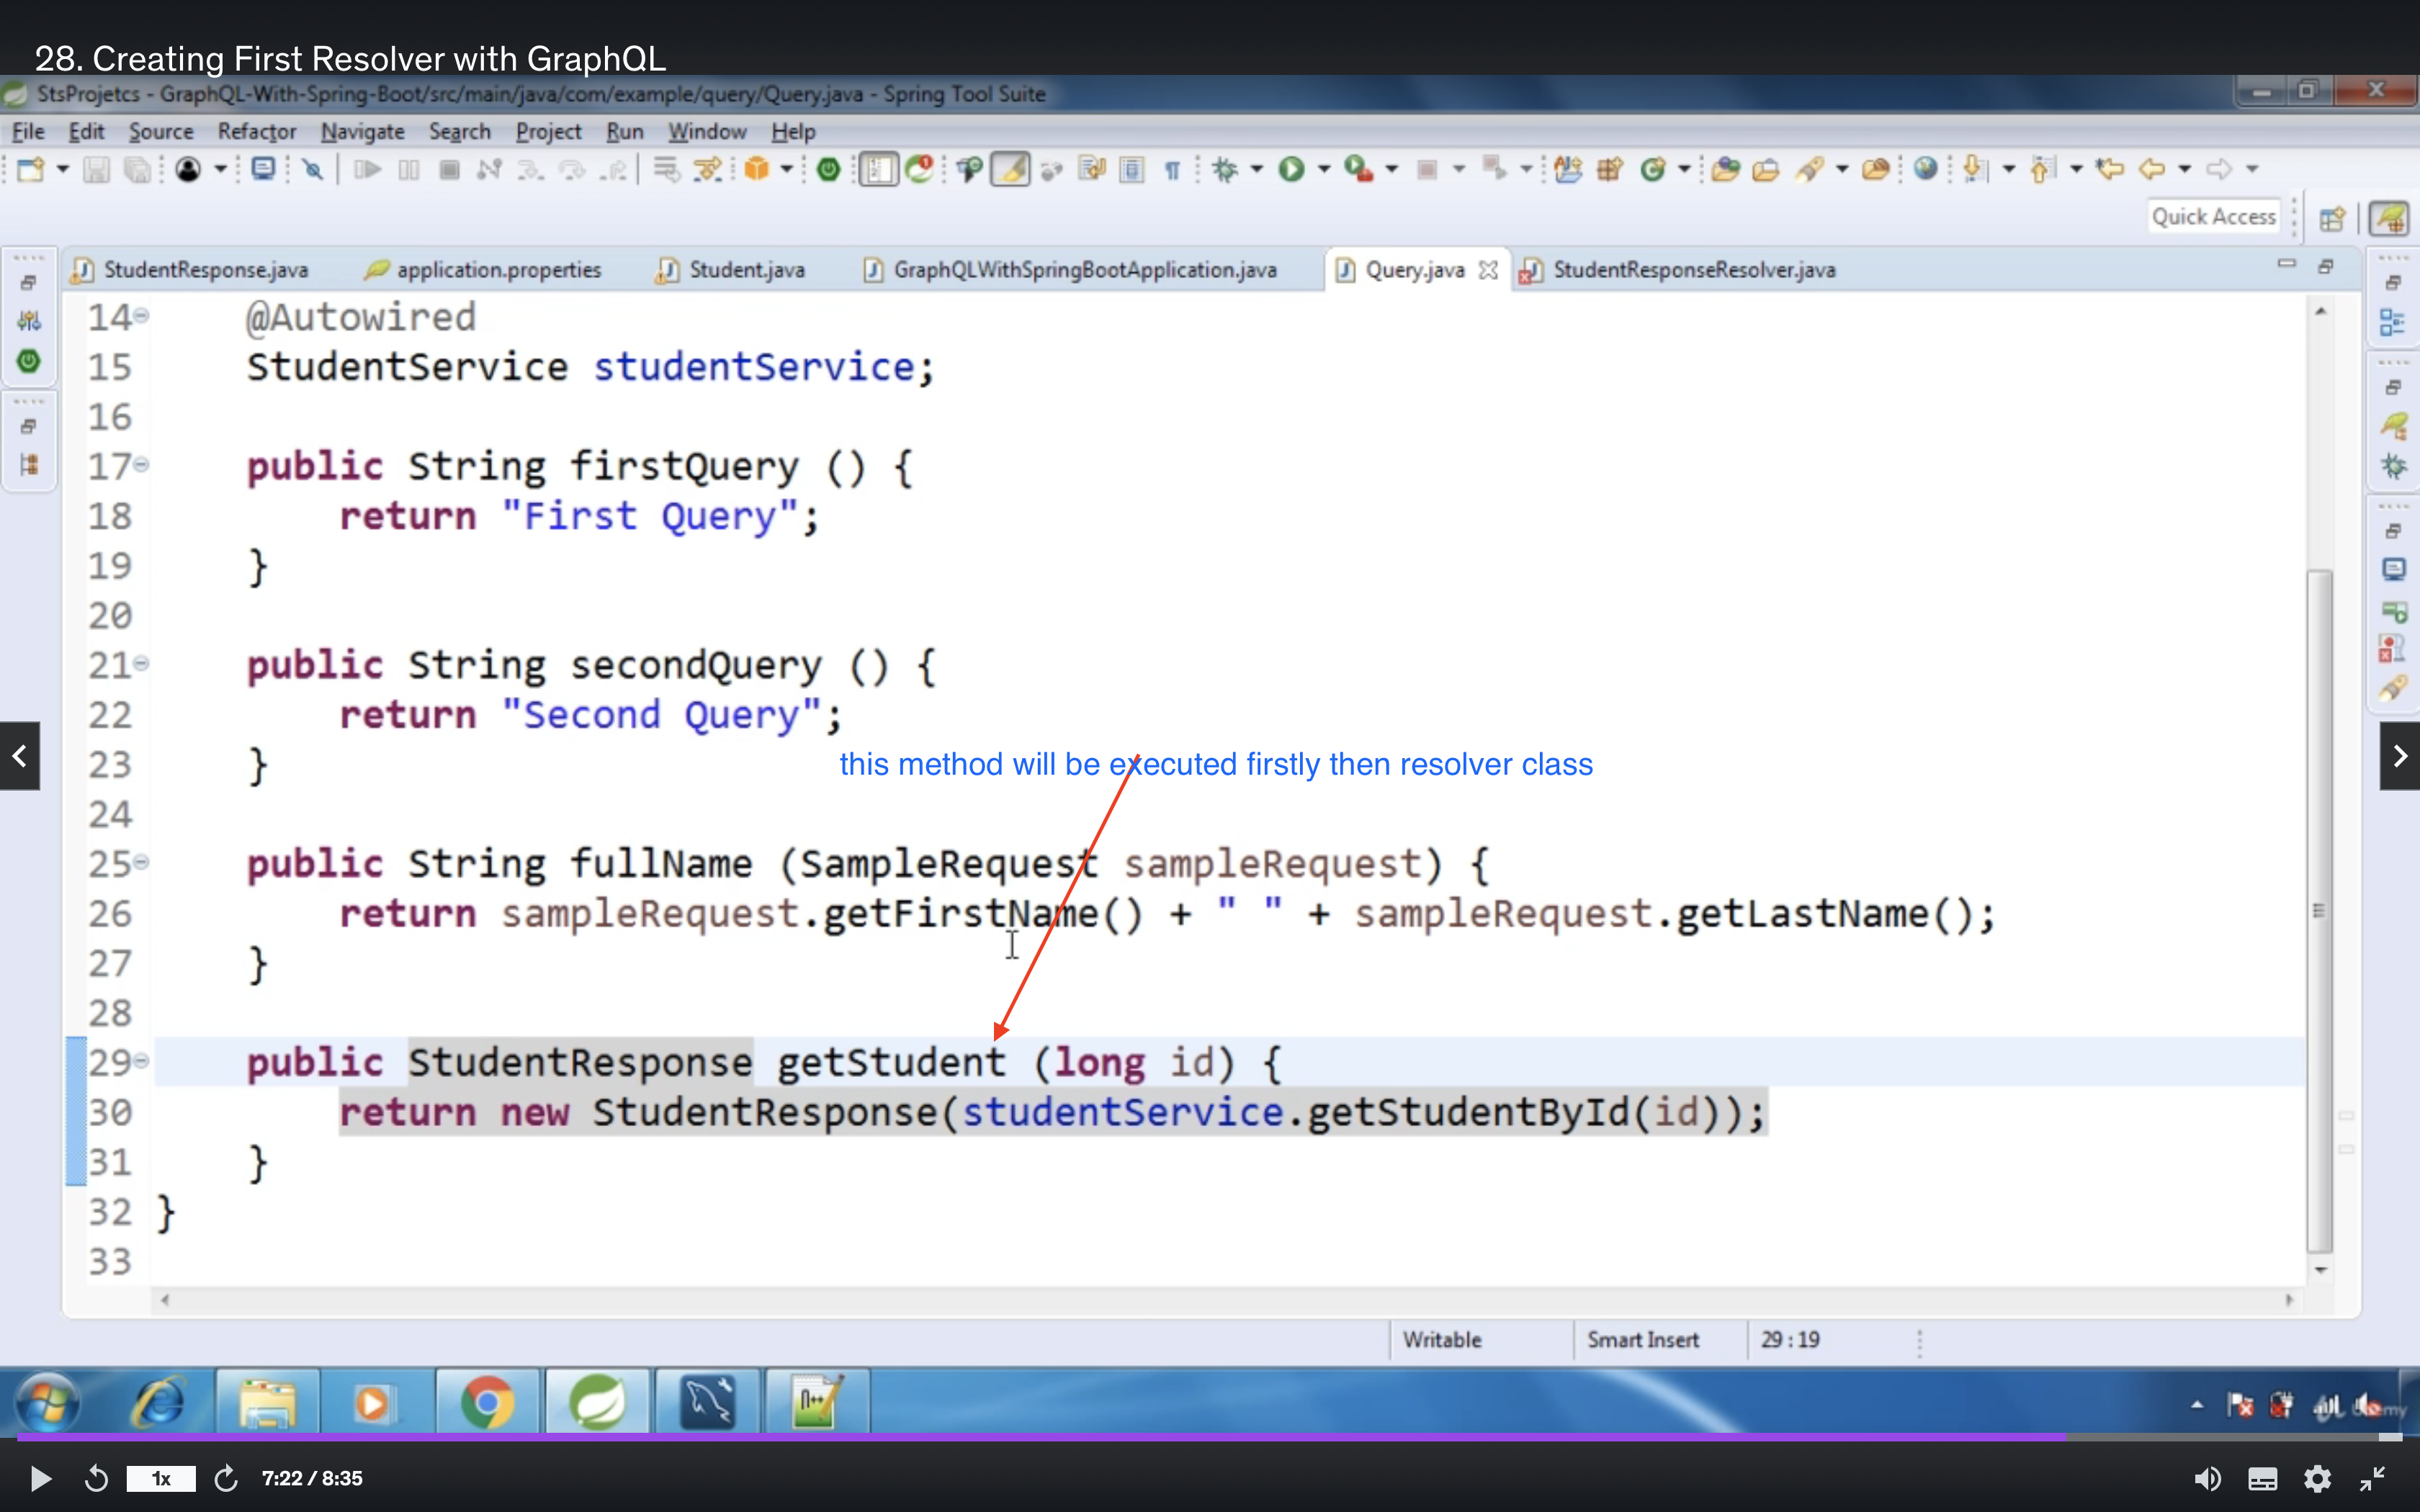 28. Creating First Resolver with GraphQL
StsProjetcs - GraphQL-With-Spring-Boot/src/main/java/com/example/query/Query.java - Spring Tool Suite
File Edit Source Refactor Navigate Search Project Run Window Help
Quick Access
StudentResponse.java application.properties Student.java GraphQLWithSpringBootApplication.java Query.java StudentResponseResolver.java
14 @Autowired
15 StudentService studentService;
16
17 public String firstQuery () {
18 return "First Query";
19 }
20
21 public String secondQuery () {
22 return "Second Query";
this method will be executed firstly then resolver class
23 }
24
25 public String fullName (SampleRequest sampleRequest) {
26 return sampleRequest.getFirstName() + " " + sampleRequest.getLastName();
27 }
28
29 public StudentResponse getStudent (long id) {
30 return new StudentResponse(studentService.getStudentById(id));
31 }
32 }
33
Writable Smart Insert 29 : 19
1x 7:22 / 8:35